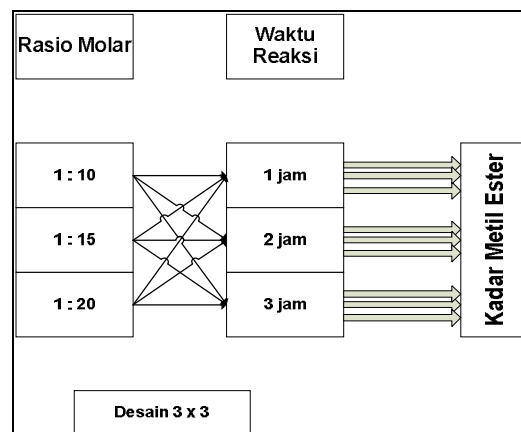 Rasio Molar
Waktu
Reaksi
1 : 10
1 jam
1 : 15
2 jam
1 : 20
3 jam
Kadar Metil Ester
Desain 3 x 3